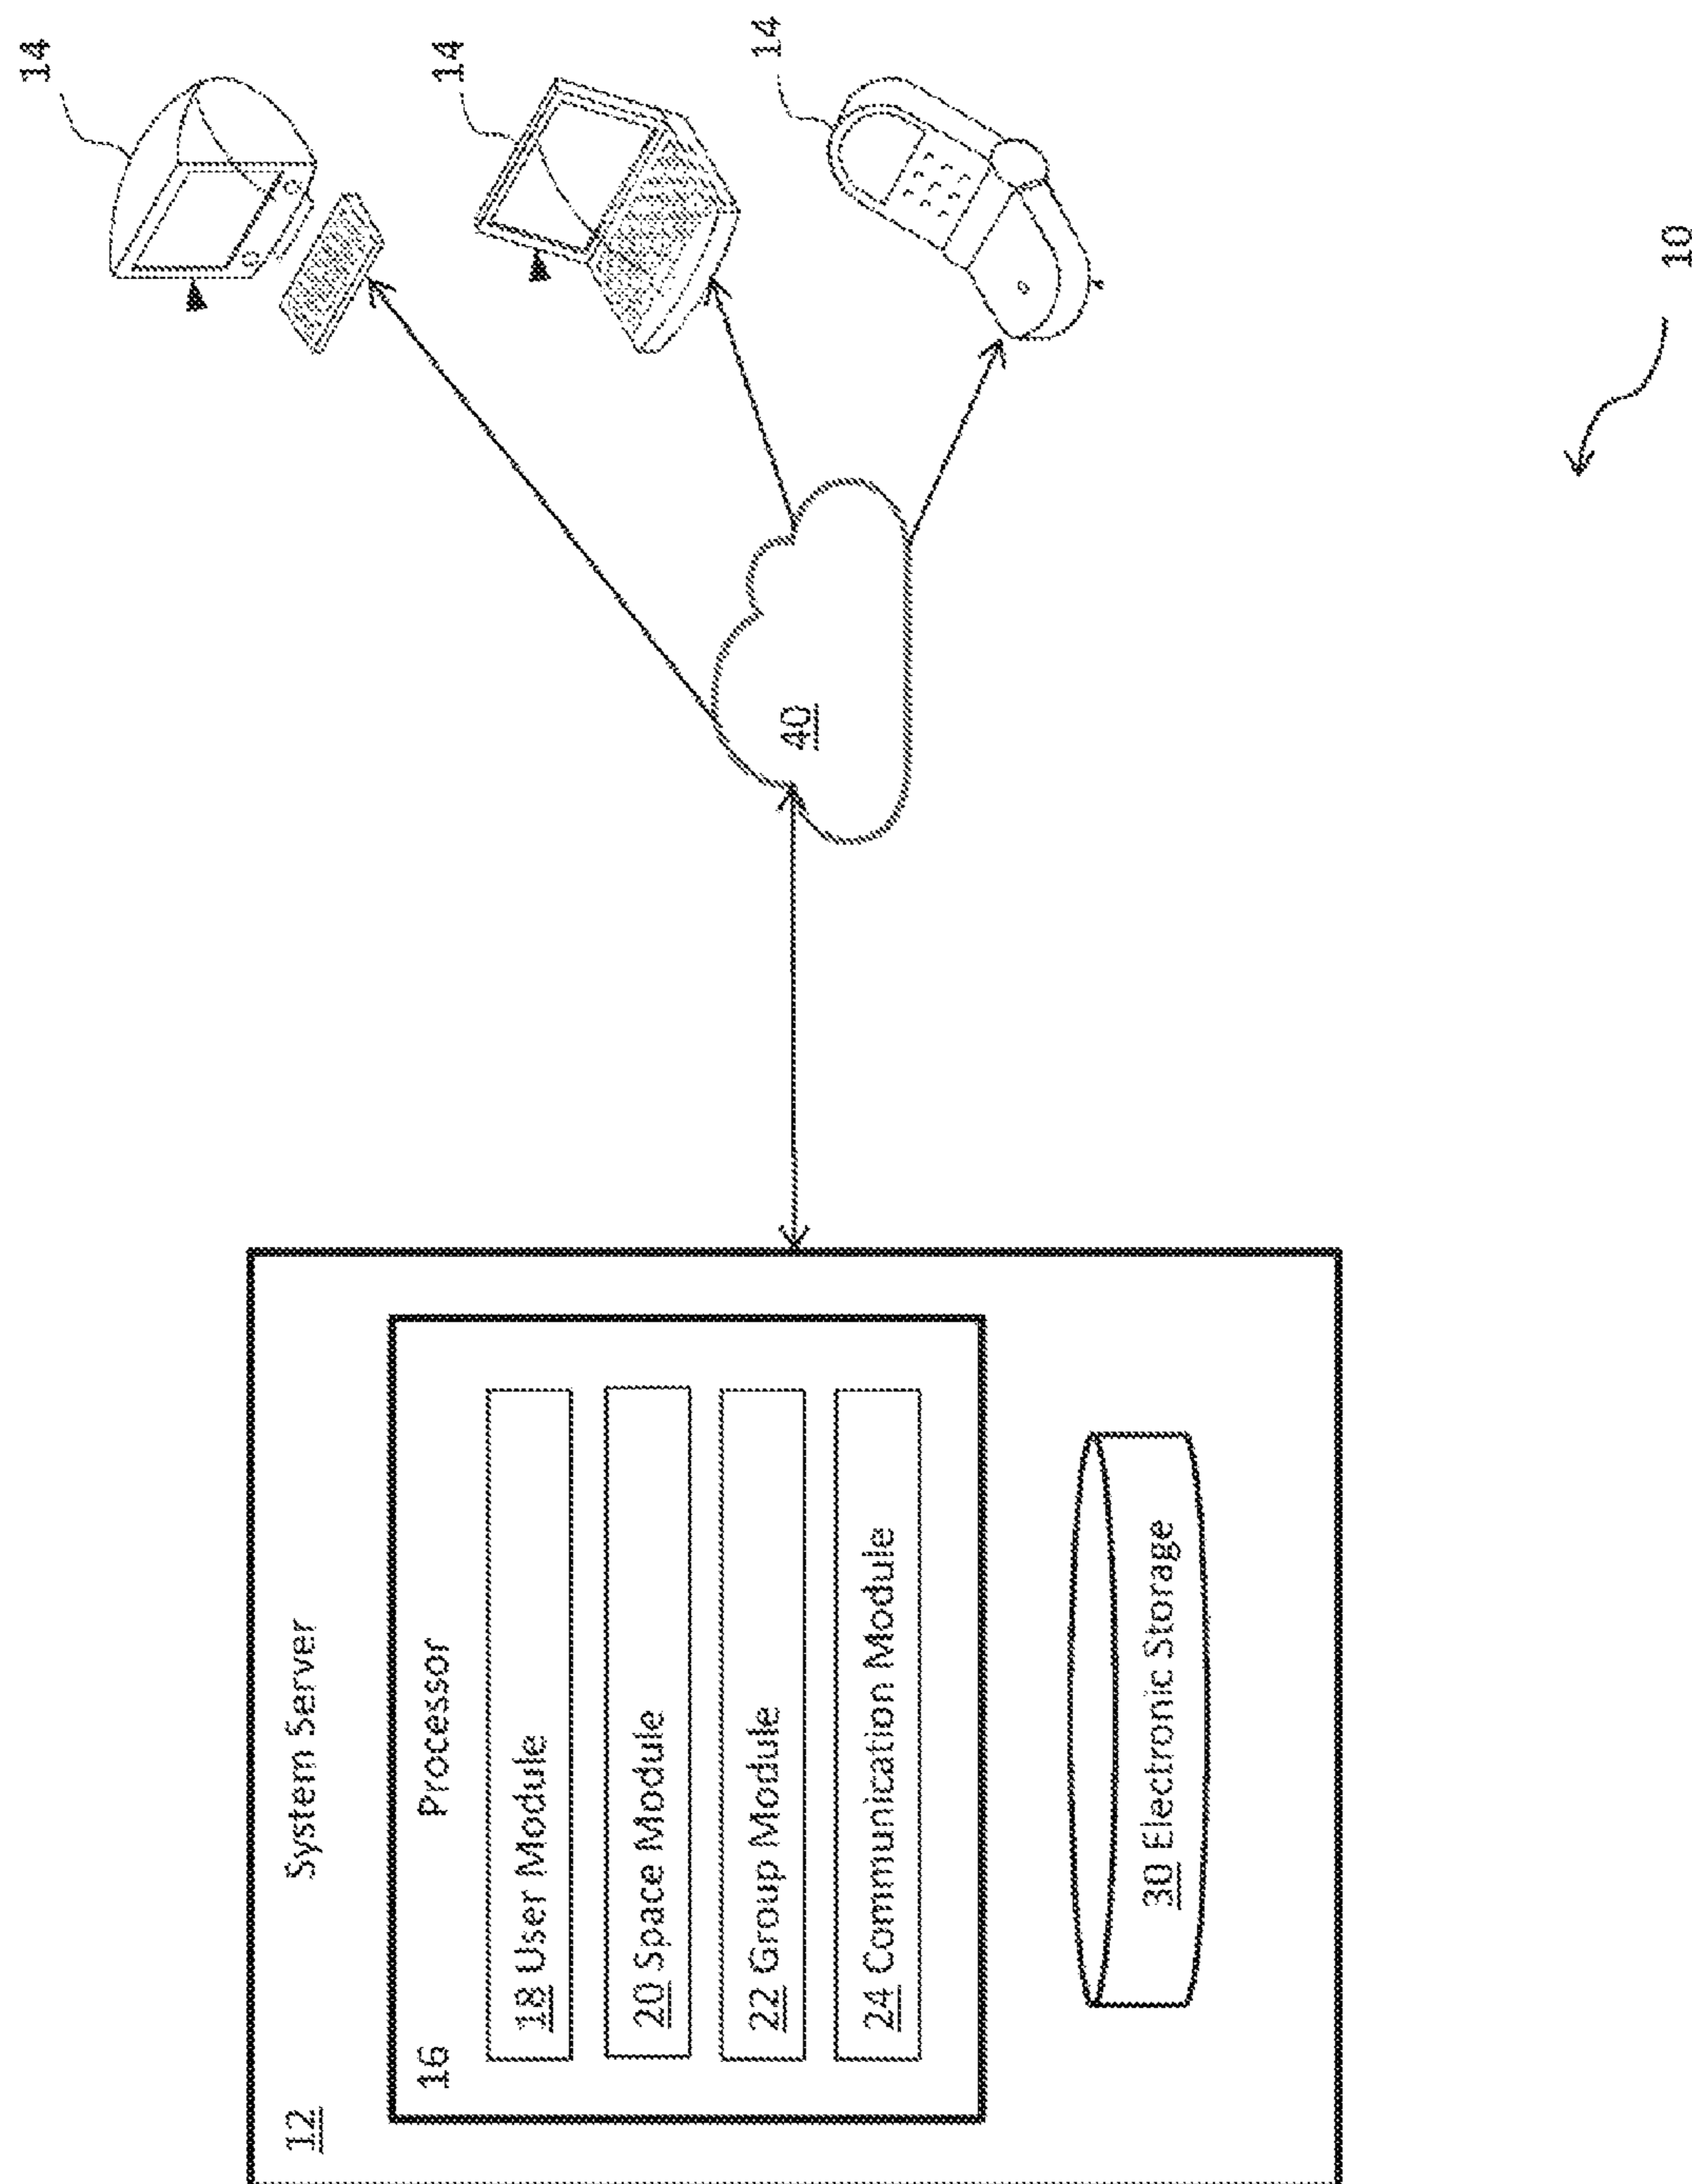 12 System Server
16 Processor
18 User Module
20 Space Module
22 Group Module
24 Communication Module
30 Electronic Storage
40
14
14
14
10